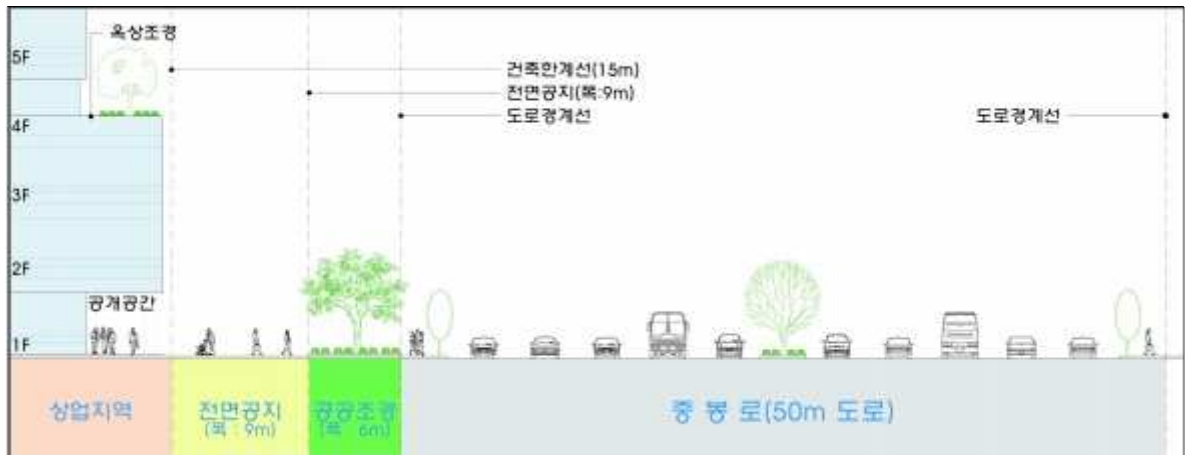 옥상조경
5F
건축한계선(15m)
전면공지(폭:9m)
도로경계선
도로경계선
4F
3F
2F
공개공간
1F
상업지역
전면공지
(폭 : 9m)
공공조경
(폭 : 6m)
중 봉 로(50m 도로)